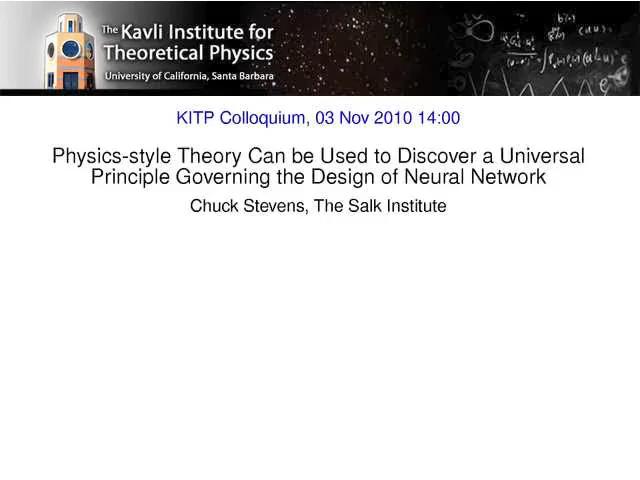 The Kavli Institute for
Theoretical Physics
University of California, Santa Barbara
KITP Colloquium, 03 Nov 2010 14:00
Physics-style Theory Can be Used to Discover a Universal
Principle Governing the Design of Neural Network
Chuck Stevens, The Salk Institute